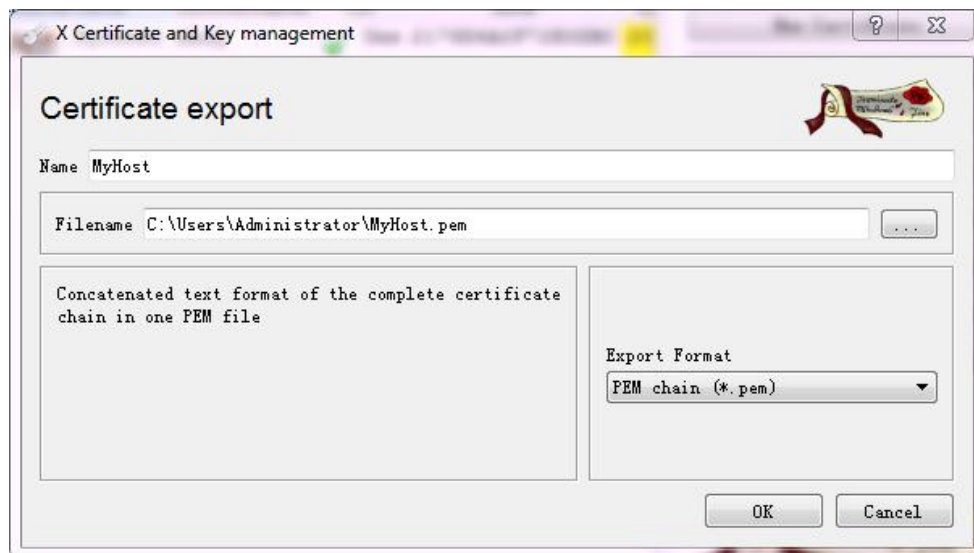 X Certificate and Key management
Certificate export
Name MyHost
Filename C:\Users\Administrator\MyHost.pem
...
Concatenated text format of the complete certificate
chain in one PEM file
Export Format
PEM chain (*.pem)
OK
Cancel